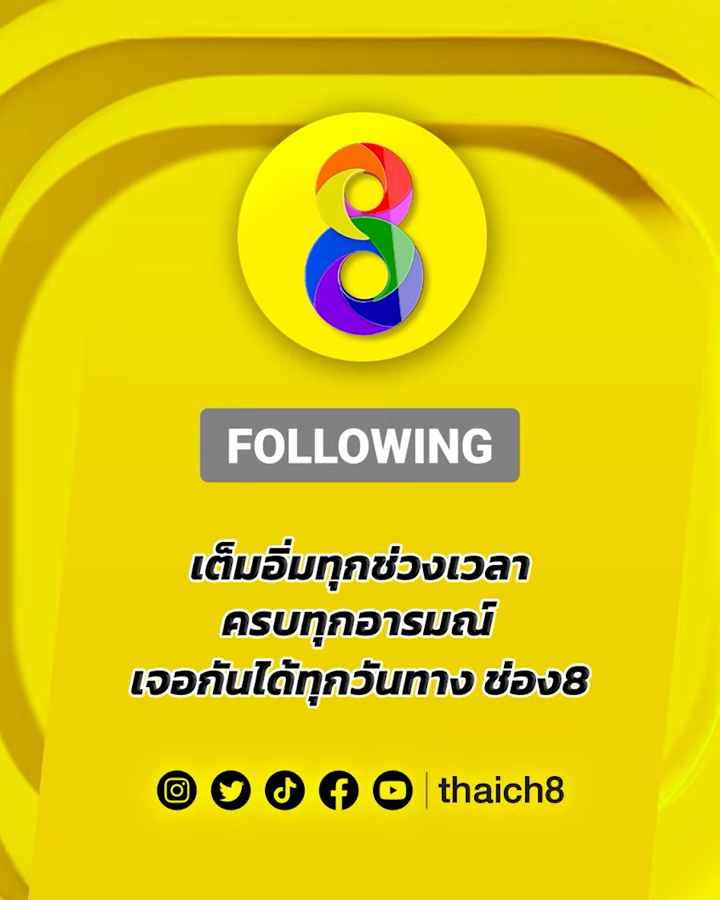 8
FOLLOWING
เต็มอิ่มทุกช่วงเวลา
ครบทุกอารมณ์
เจอกันได้ทุกวันทาง ช่อง8
thaich8